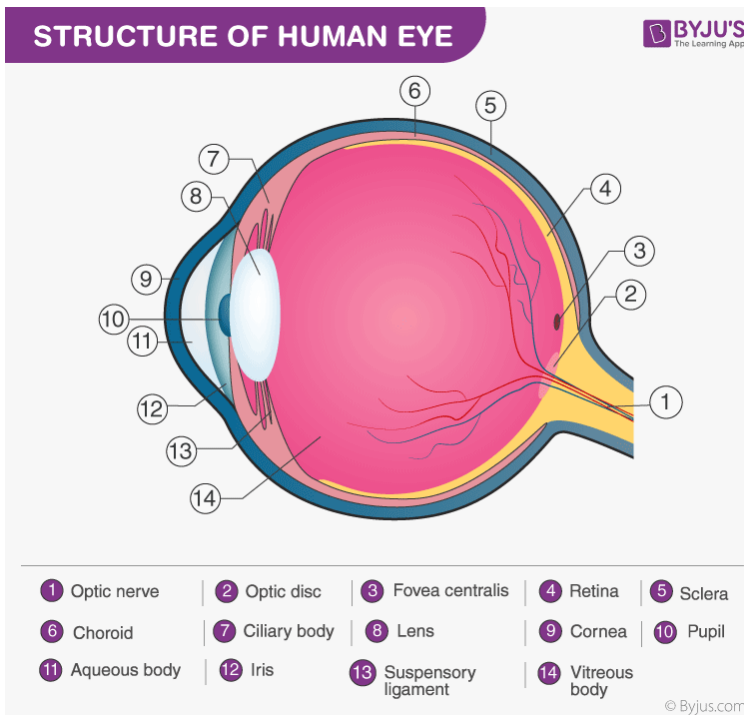 STRUCTURE OF HUMAN EYE
BYJU'S
The Learning App
6
5
7
4
8
3
9
2
10
11
1
12
13
14
1 Optic nerve
2 Optic disc
3 Fovea centralis
4 Retina
5 Sclera
6 Choroid
7 Ciliary body
8 Lens
9 Cornea
10 Pupil
11 Aqueous body
12 Iris
13 Suspensory
ligament
14 Vitreous
body
© Byjus.com